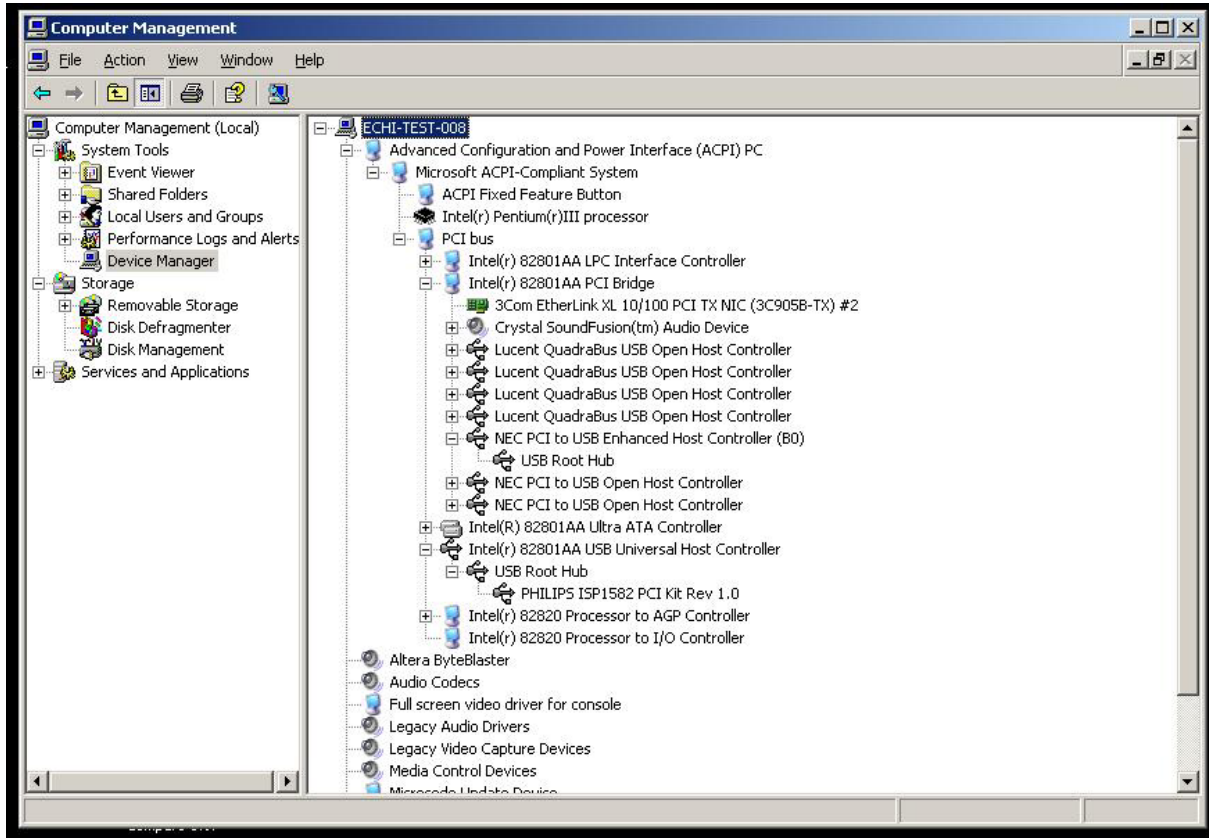 Computer Management
File Action View Window Help
Computer Management (Local)
System Tools
Event Viewer
Shared Folders
Local Users and Groups
Performance Logs and Alerts
Device Manager
Storage
Removable Storage
Disk Defragmenter
Disk Management
Services and Applications
ECHI-TEST-008
Advanced Configuration and Power Interface (ACPI) PC
Microsoft ACPI-Compliant System
ACPI Fixed Feature Button
Intel(r) Pentium(r)III processor
PCI bus
Intel(r) 82801AA LPC Interface Controller
Intel(r) 82801AA PCI Bridge
3Com EtherLink XL 10/100 PCI TX NIC (3C905B-TX) #2
Crystal SoundFusion(tm) Audio Device
Lucent QuadraBus USB Open Host Controller
Lucent QuadraBus USB Open Host Controller
Lucent QuadraBus USB Open Host Controller
Lucent QuadraBus USB Open Host Controller
NEC PCI to USB Enhanced Host Controller (B0)
USB Root Hub
NEC PCI to USB Open Host Controller
NEC PCI to USB Open Host Controller
Intel(R) 82801AA Ultra ATA Controller
Intel(r) 82801AA USB Universal Host Controller
USB Root Hub
PHILIPS ISP1582 PCI Kit Rev 1.0
Intel(r) 82820 Processor to AGP Controller
Intel(r) 82820 Processor to I/O Controller
Altera ByteBlaster
Audio Codecs
Full screen video driver for console
Legacy Audio Drivers
Legacy Video Capture Devices
Media Control Devices
Microcode Update Device